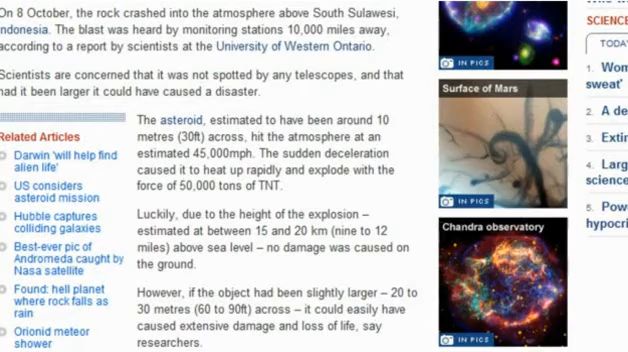 On 8 October, the rock crashed into the atmosphere above South Sulawesi,
Indonesia. The blast was heard by monitoring stations 10,000 miles away,
according to a report by scientists at the University of Western Ontario.
Scientists are concerned that it was not spotted by any telescopes, and that
had it been larger it could have caused a disaster.
Related Articles
Darwin 'will help find
alien life'
US considers
asteroid mission
Hubble captures
colliding galaxies
Best-ever pic of
Andromeda caught by
Nasa satellite
Found: hell planet
where rock falls as
rain
Orionid meteor
shower
The asteroid, estimated to have been around 10
metres (30ft) across, hit the atmosphere at an
estimated 45,000mph. The sudden deceleration
caused it to heat up rapidly and explode with the
force of 50,000 tons of TNT.
Luckily, due to the height of the explosion –
estimated at between 15 and 20 km (nine to 12
miles) above sea level – no damage was caused on
the ground.
However, if the object had been slightly larger – 20 to
30 metres (60 to 90ft) across – it could easily have
caused extensive damage and loss of life, say
researchers.
IN PICS
Surface of Mars
IN PICS
Chandra observatory
IN PICS
SCIENCE
TODAY
1. Wom
sweat'
2. A de
3. Extin
4. Larg
science
5. Pow
hypocri